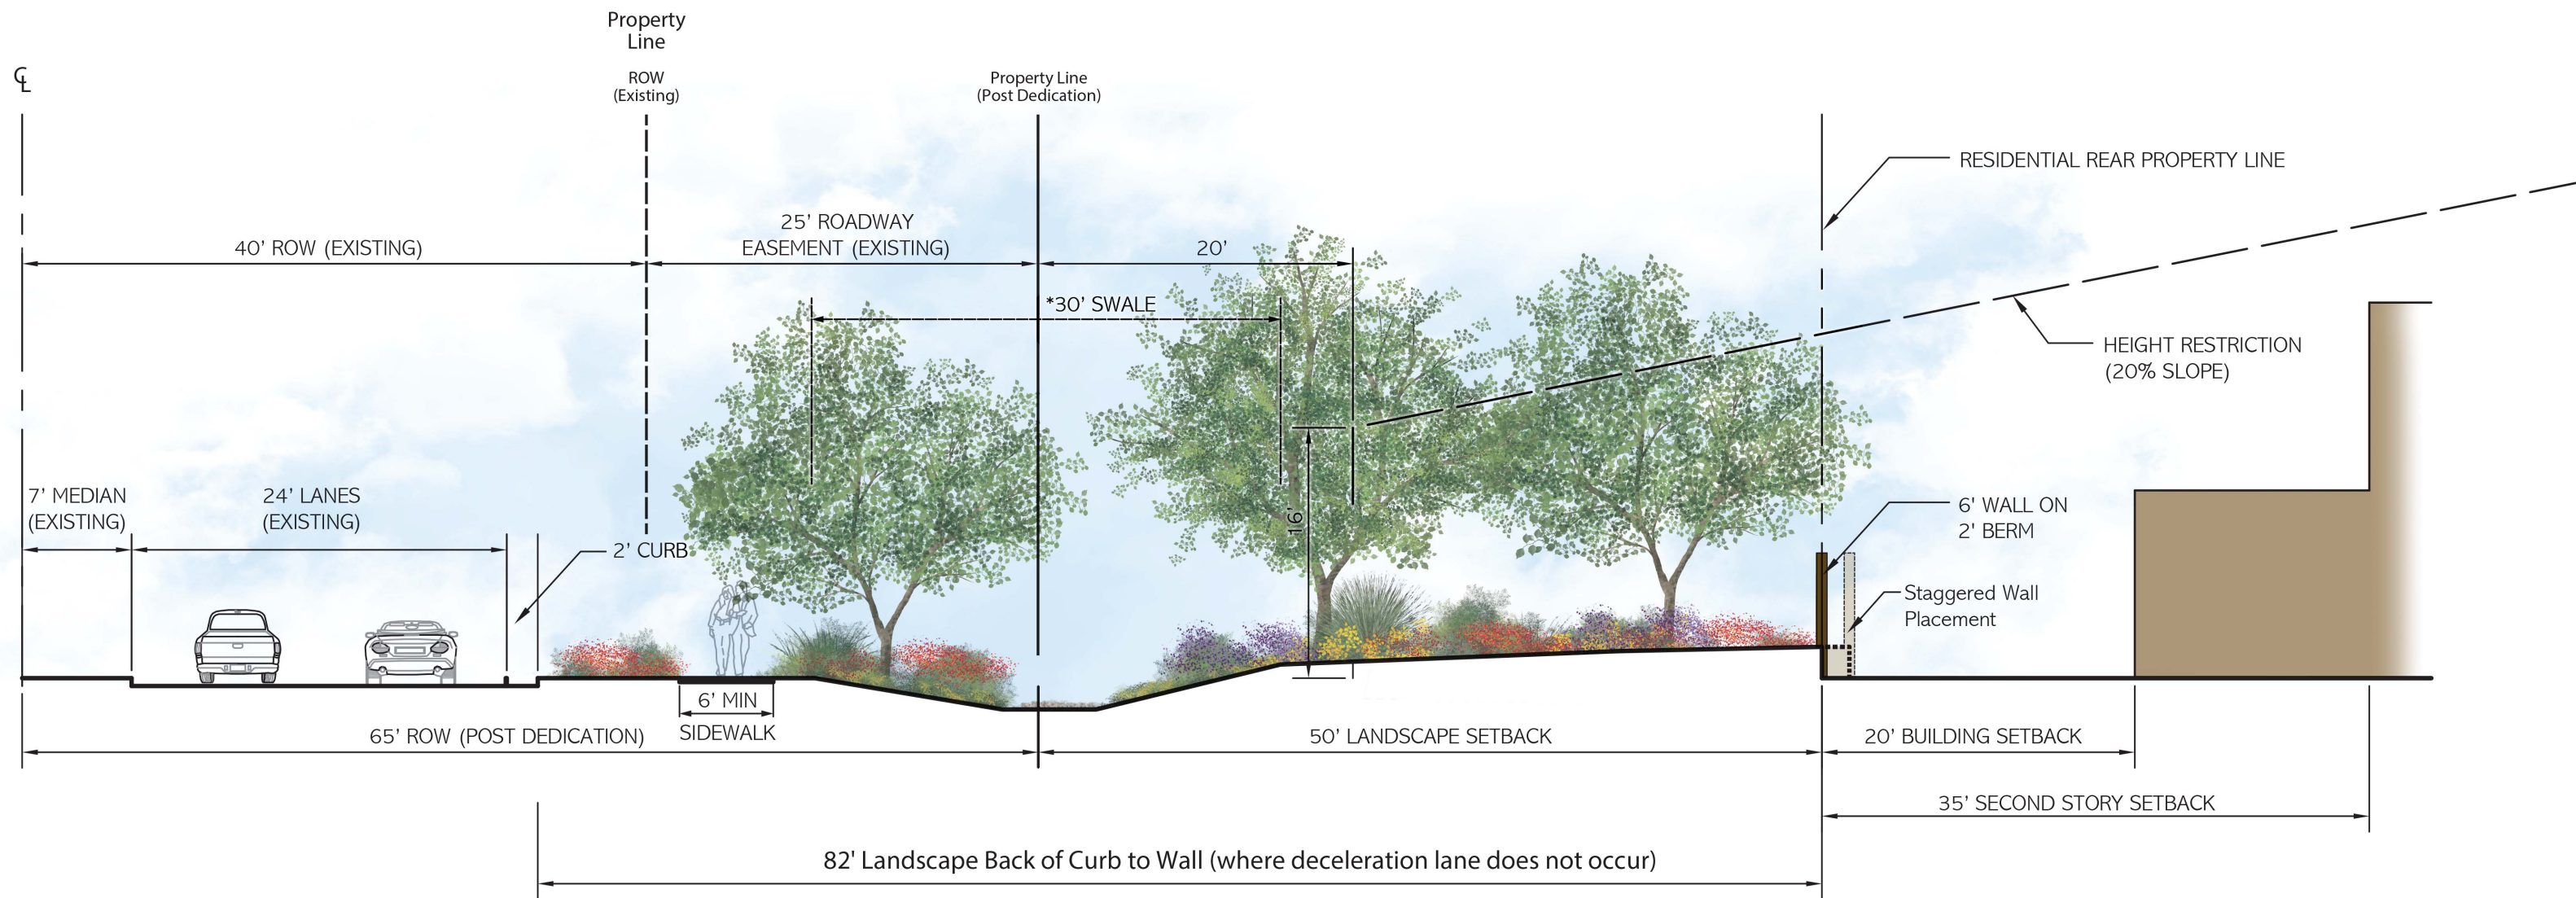 Property
Line
℄
ROW
(Existing)
Property Line
(Post Dedication)
RESIDENTIAL REAR PROPERTY LINE
40’ ROW (EXISTING)
25’ ROADWAY
EASEMENT (EXISTING)
20’
*30’ SWALE
HEIGHT RESTRICTION
(20% SLOPE)
7’ MEDIAN
(EXISTING)
24’ LANES
(EXISTING)
2’ CURB
16’
6’ WALL ON
2' BERM
Staggered Wall
Placement
6’ MIN
SIDEWALK
65’ ROW (POST DEDICATION)
50’ LANDSCAPE SETBACK
20’ BUILDING SETBACK
35’ SECOND STORY SETBACK
82' Landscape Back of Curb to Wall (where deceleration lane does not occur)